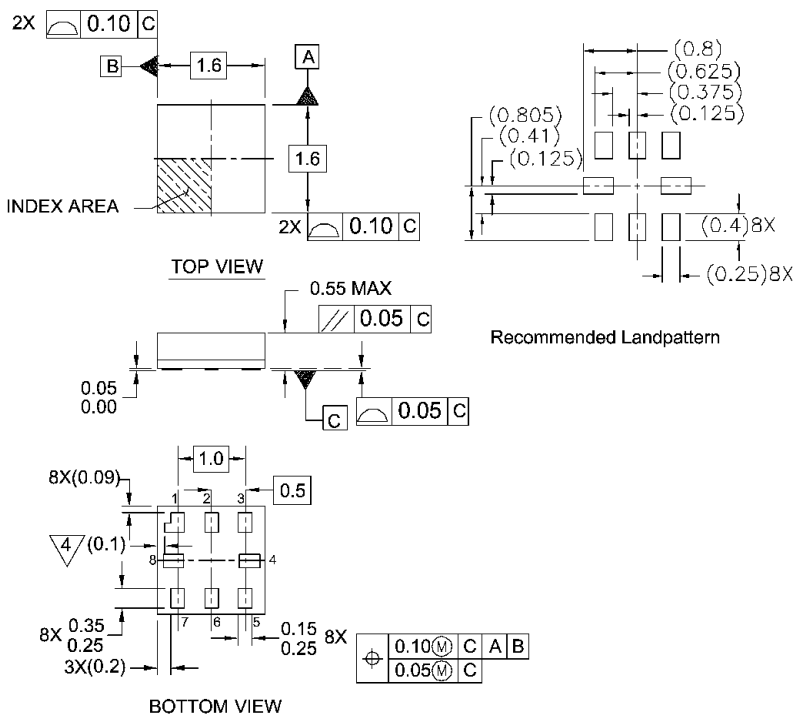 2X 0.10 C
B 1.6 A
1.6
INDEX AREA
2X 0.10 C
TOP VIEW
(0.8)
(0.625)
(0.375)
(0.125)
(0.805)
(0.41)
(0.125)
(0.4)8X
(0.25)8X
Recommended Landpattern
0.55 MAX
// 0.05 C
0.05
0.00
C
0.05 C
1.0
8X(0.09)
0.5
1 2 3
4 (0.1)
8 4
7 6 5
8X 0.35
0.25
0.15 8X
0.25
3X(0.2)
0.10Ⓜ C A B
0.05Ⓜ C
BOTTOM VIEW